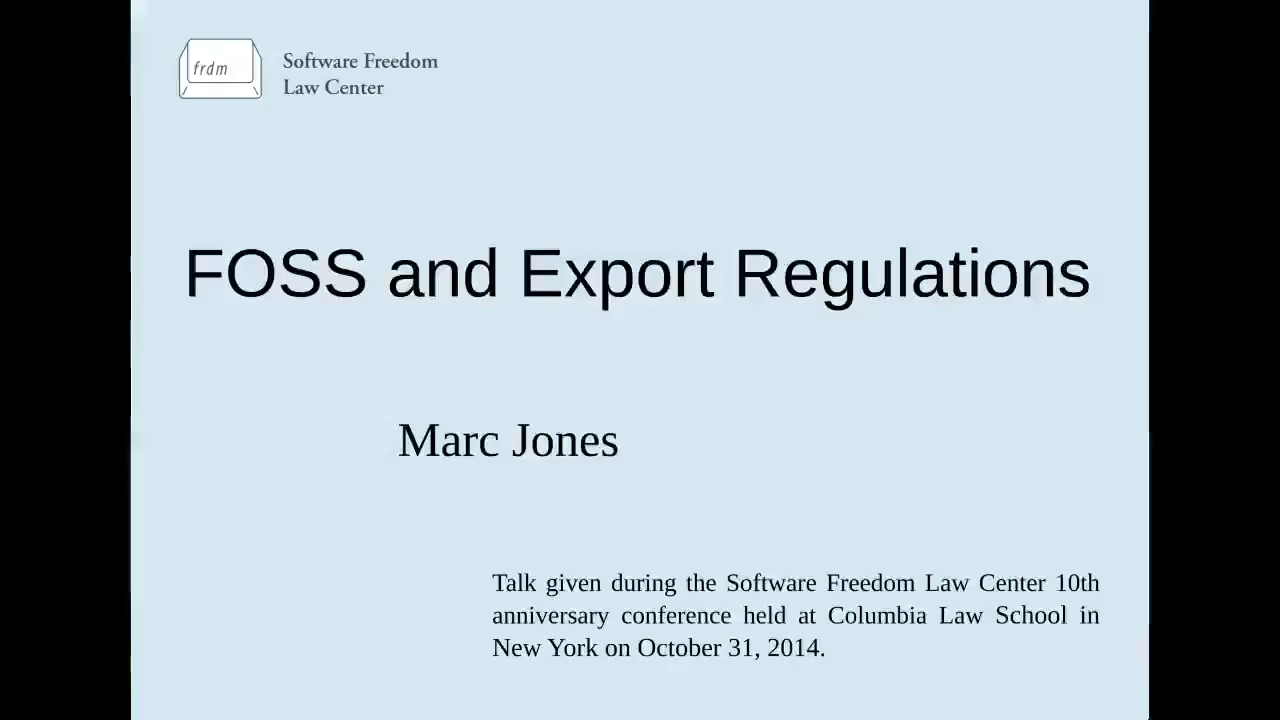 frdm
Software Freedom
Law Center
FOSS and Export Regulations
Marc Jones
Talk given during the Software Freedom Law Center 10th
anniversary conference held at Columbia Law School in
New York on October 31, 2014.